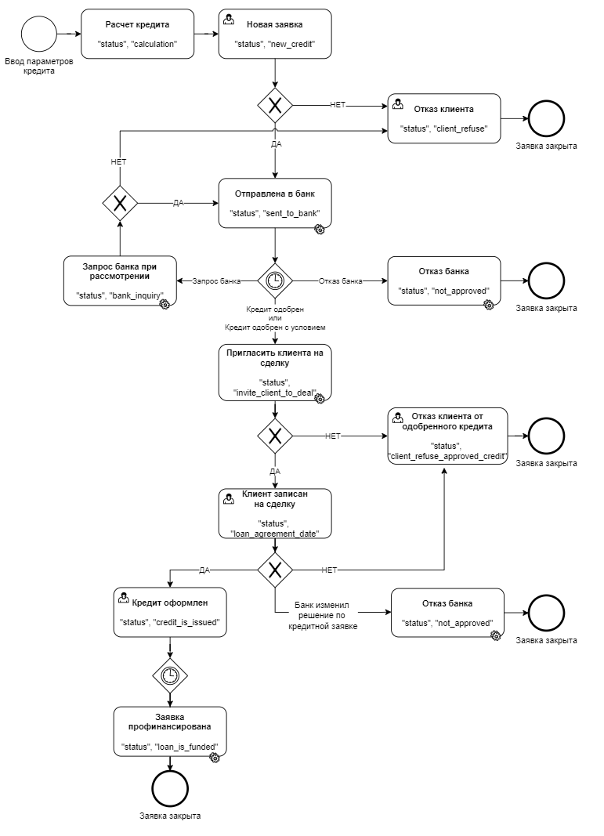 Ввод параметров
кредита
Расчет кредита
"status", "calculation"
Новая заявка
"status", "new_credit"
НЕТ
ДА
Отказ клиента
"status", "client_refuse"
Заявка закрыта
НЕТ
ДА
Отправлена в банк
"status", "sent_to_bank"
Запрос банка при
рассмотрении
"status", "bank_inquiry"
Запрос банка
Отказ банка
Отказ банка
"status", "not_approved"
Заявка закрыта
Кредит одобрен
или
Кредит одобрен с условием
Пригласить клиента на
сделку
"status",
"invite_client_to_deal"
НЕТ
ДА
Отказ клиента от
одобренного кредита
"status",
"client_refuse_approved_credit"
Заявка закрыта
Клиент записан
на сделку
"status",
"loan_agreement_date"
ДА
НЕТ
Банк изменил
решение по
кредитной заявке
Отказ банка
"status", "not_approved"
Заявка закрыта
Кредит оформлен
"status", "credit_is_issued"
Заявка
профинансирована
"status", "loan_is_funded"
Заявка закрыта